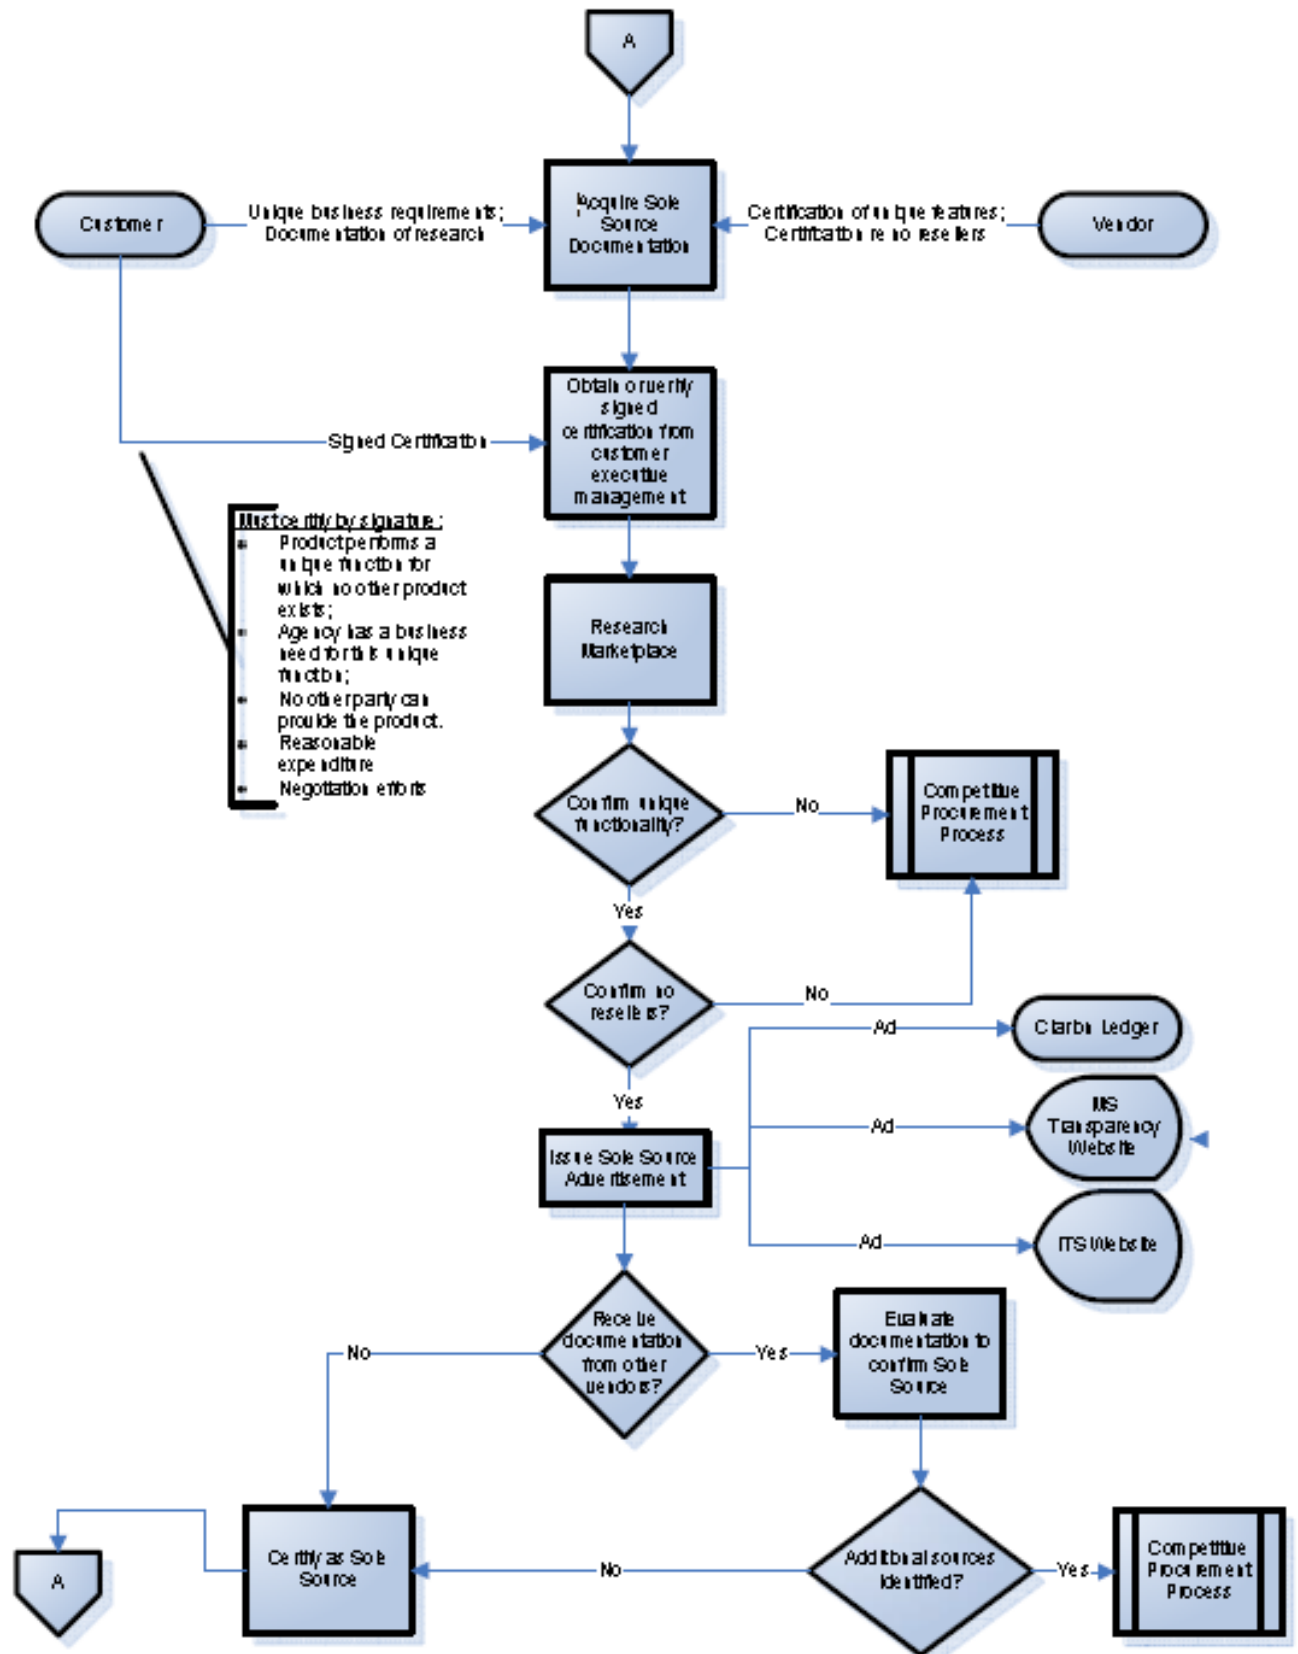 A
Customer
Unique business requirements;
Documentation of research
Acquire Sole
Source
Documentation
Certification of unique features;
Certification re no resellers
Vendor
Obtain or verify
signed
certification from
customer
executive
management
Signed Certification
Must certify by signature:
• Product performs a
unique function for
which no other product
exists;
• Agency has a business
need for this unique
function;
• No other party can
provide the product.
• Reasonable
expenditure
• Negotiation efforts
Research
Marketplace
Confirm unique
functionality?
No
Competitive
Procurement
Process
Yes
Confirm no
resellers?
No
Yes
Ad
Clarion Ledger
Issue Sole Source
Advertisement
Ad
MS
Transparency
Website
Ad
ITS Website
Receive
documentation
from other
vendors?
No
Yes
Evaluate
documentation to
confirm Sole
Source
A
Certify as Sole
Source
No
Additional sources
Identified?
Yes
Competitive
Procurement
Process